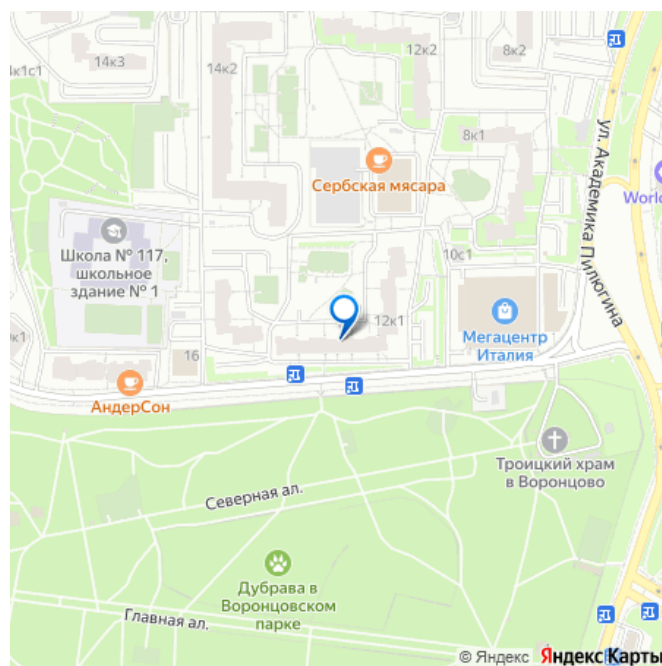 12к2
8к2
14к3
14к2
4к1с1
8к1
ул. Академика Пилюгина
Сербская мясара
World
Школа № 117,
школьное
здание № 1
10с1
12к1
Мегацентр
Италия
16
АндерСон
Троицкий храм
в Воронцово
Северная ал.
Дубрава в
Воронцовском
парке
Главная ал.
© Яндекс Яндекс Карты